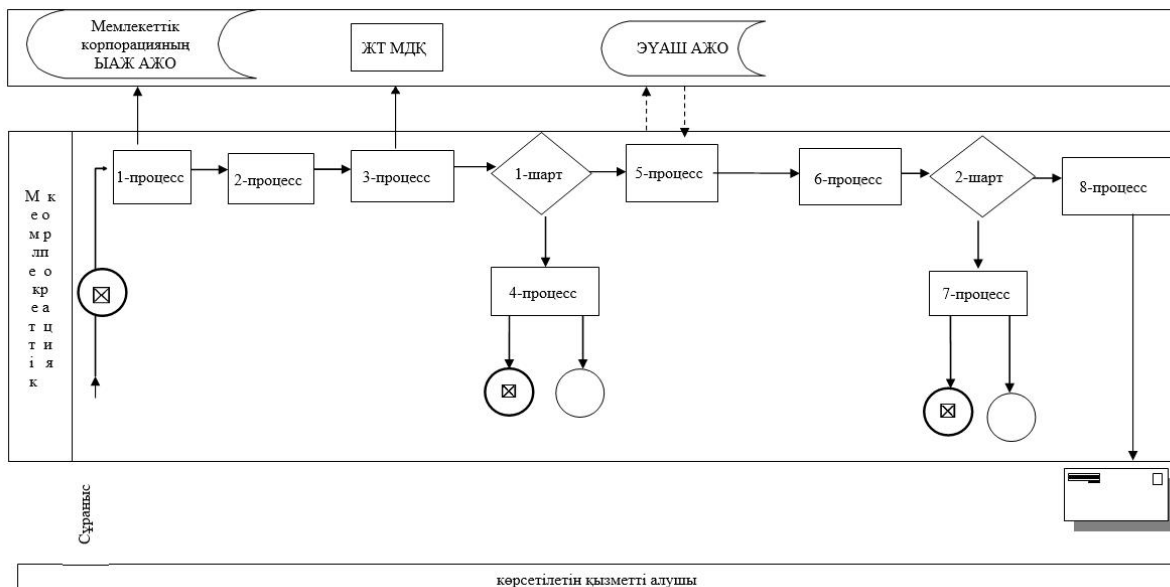 Мемлекеттік
корпорацияның
ЫАЖ АЖО
ЖТ МДҚ
ЭҮАШ АЖО
Мемлекеттік
корпорация
1-процесс
2-процесс
3-процесс
1-шарт
5-процесс
6-процесс
2-шарт
8-процесс
4-процесс
7-процесс
Сұраныс
көрсетілетін қызметті алушы